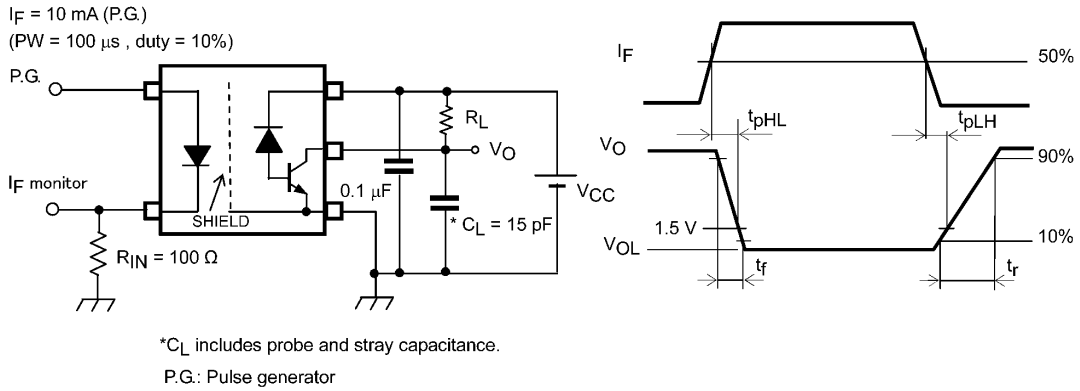 IF = 10 mA (P.G.)
(PW = 100 μs , duty = 10%)
P.G.
IF monitor
RIN = 100 Ω
SHIELD
0.1 μF
RL
VO
* CL = 15 pF
VCC
*CL includes probe and stray capacitance.
P.G.: Pulse generator
IF
50%
tpHL
tpLH
VO
90%
1.5 V
VOL
10%
tf
tr